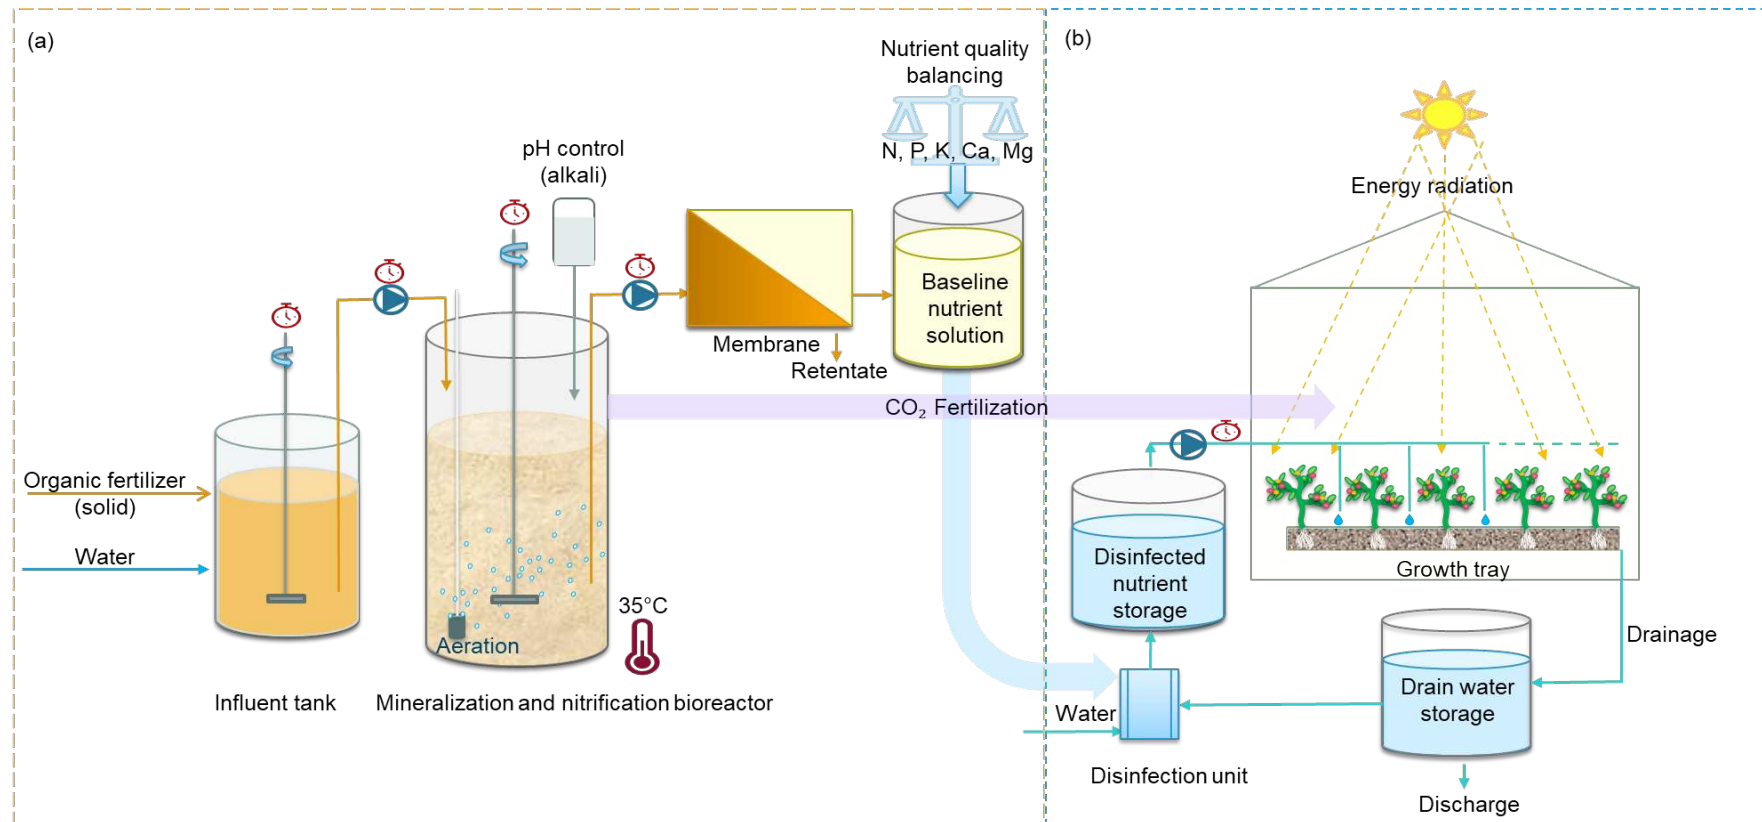 (a)
Nutrient quality
balancing
N, P, K, Ca, Mg
pH control
(alkali)
Baseline
nutrient
solution
Membrane
Retentate
CO₂ Fertilization
Organic fertilizer
(solid)
Water
35°C
Aeration
Influent tank
Mineralization and nitrification bioreactor
(b)
Energy radiation
Disinfected
nutrient
storage
Growth tray
Drainage
Drain water
storage
Water
Disinfection unit
Discharge